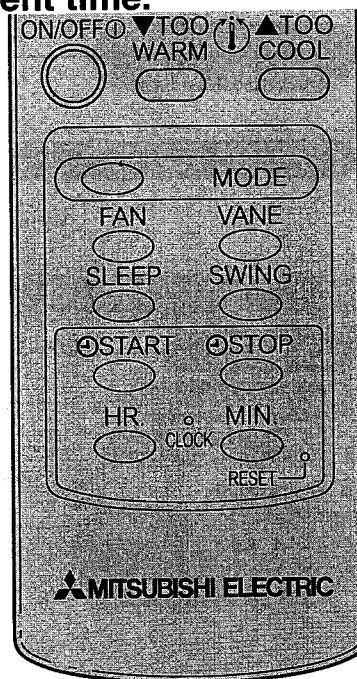 ent time.
ON/OFF ▼TOO WARM ▲TOO COOL
MODE
FAN VANE
SLEEP SWING
START STOP
HR. CLOCK MIN.
RESET
MITSUBISHI ELECTRIC